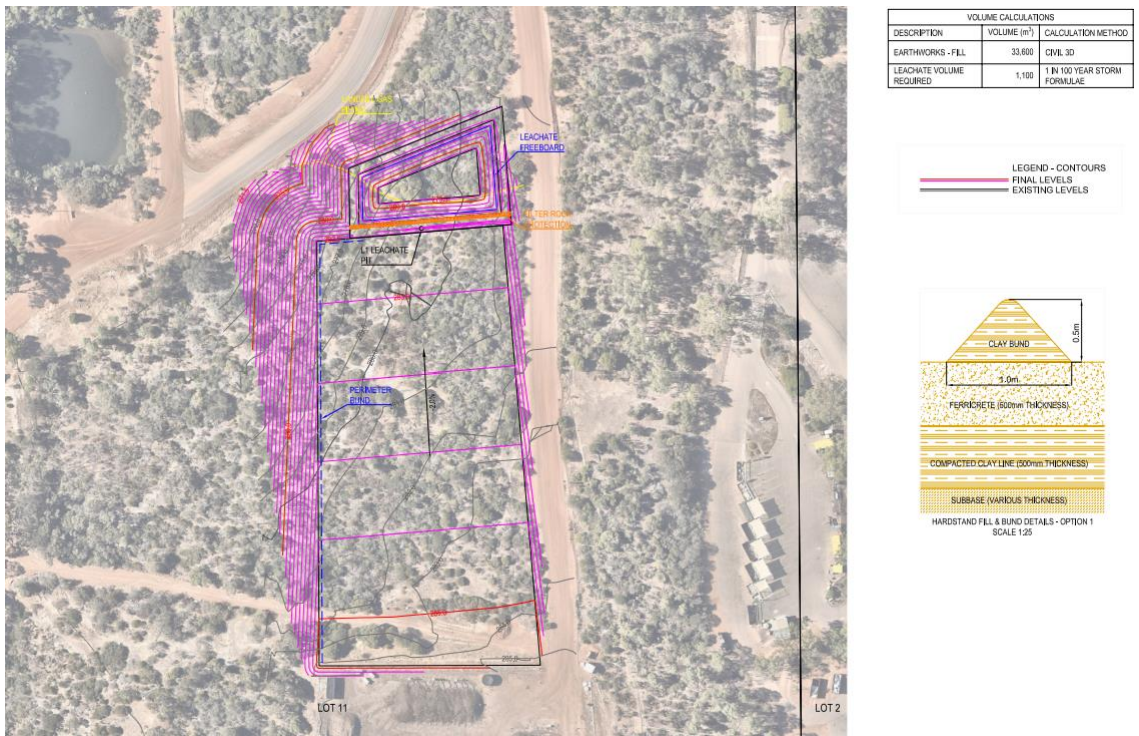 VOLUME CALCULATIONS
DESCRIPTION VOLUME (m³) CALCULATION METHOD
EARTHWORKS - FILL 33,600 CIVIL 3D
LEACHATE VOLUME REQUIRED 1,100 1 IN 100 YEAR STORM FORMULAE
LEACHATE
FREEBOARD
L1 LEACHATE
PIT
PERIMETER
BUND
2.0%
LOT 11
LOT 2
LEGEND - CONTOURS
FINAL LEVELS
EXISTING LEVELS
0.5m
CLAY BUND
1.0m
FERRICRETE (600mm THICKNESS)
COMPACTED CLAY LINE (500mm THICKNESS)
SUBBASE (VARIOUS THICKNESS)
HARDSTAND FILL & BUND DETAILS - OPTION 1
SCALE 1:25